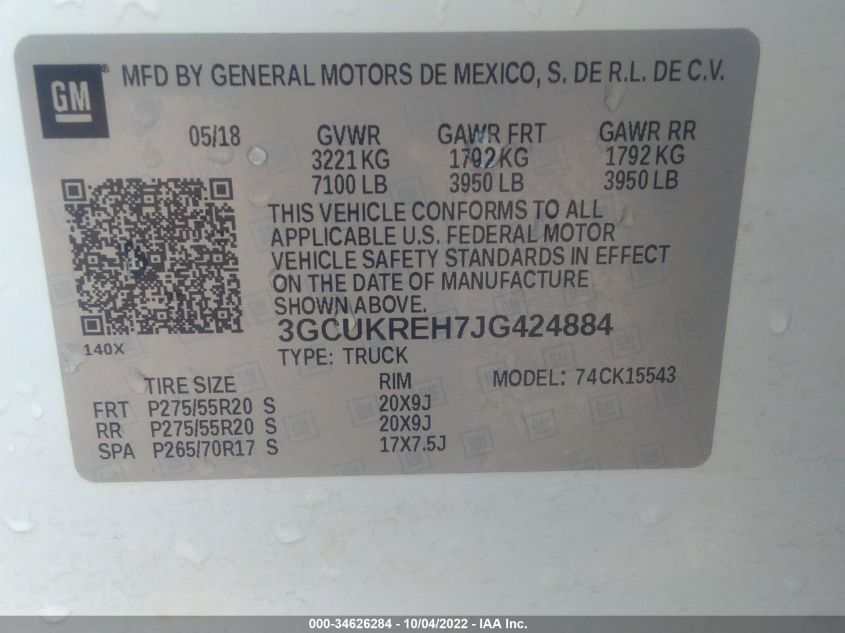 GM
MFD BY GENERAL MOTORS DE MEXICO, S. DE R.L. DE C.V.
05/18 GVWR GAWR FRT GAWR RR
3221 KG 1792 KG 1792 KG
7100 LB 3950 LB 3950 LB
THIS VEHICLE CONFORMS TO ALL
APPLICABLE U.S. FEDERAL MOTOR
VEHICLE SAFETY STANDARDS IN EFFECT
ON THE DATE OF MANUFACTURE
SHOWN ABOVE.
3GCUKREH7JG424884
140X
TYPE: TRUCK
TIRE SIZE RIM MODEL: 74CK15543
FRT P275/55R20 S 20X9J
RR P275/55R20 S 20X9J
SPA P265/70R17 S 17X7.5J
000-34626284 - 10/04/2022 - IAA Inc.